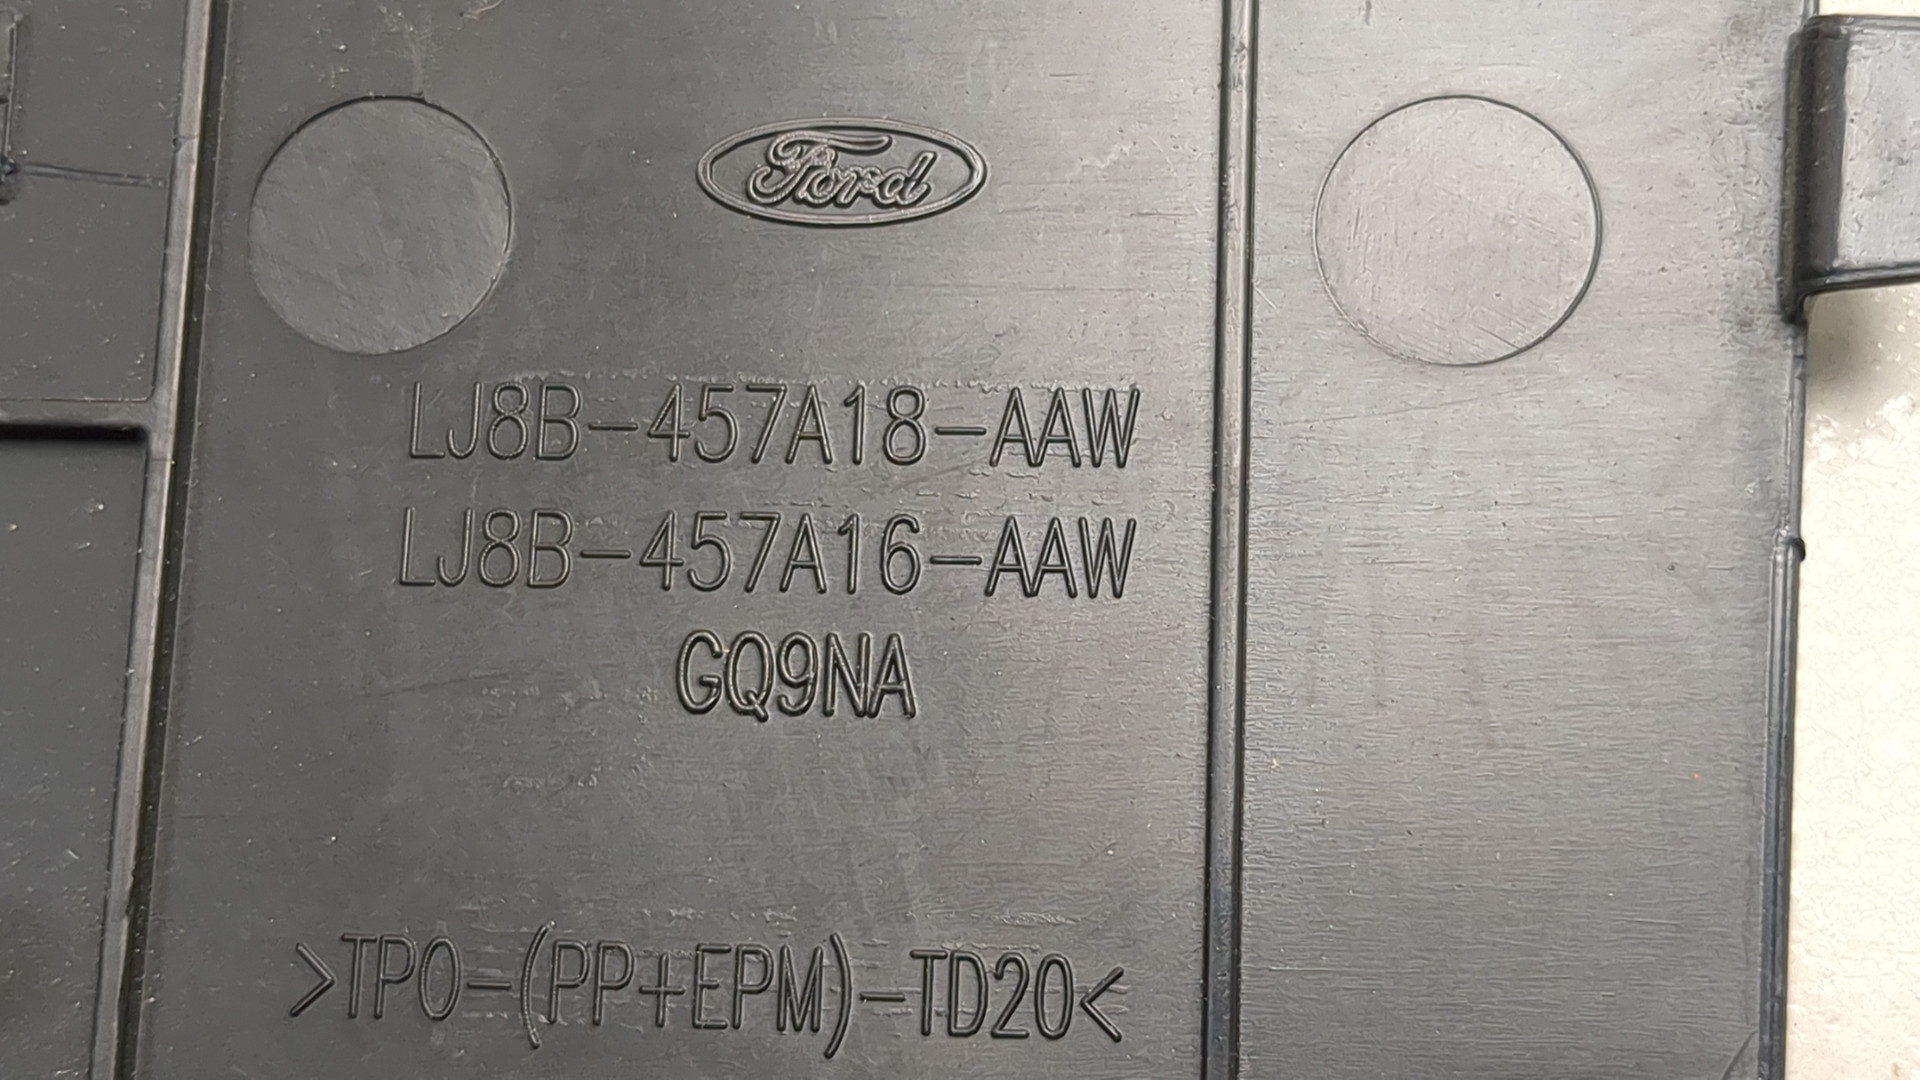 Ford
LJ8B-457A18-AAW
LJ8B-457A16-AAW
GQ9NA
>TPO-(PP+EPM)-TD20<